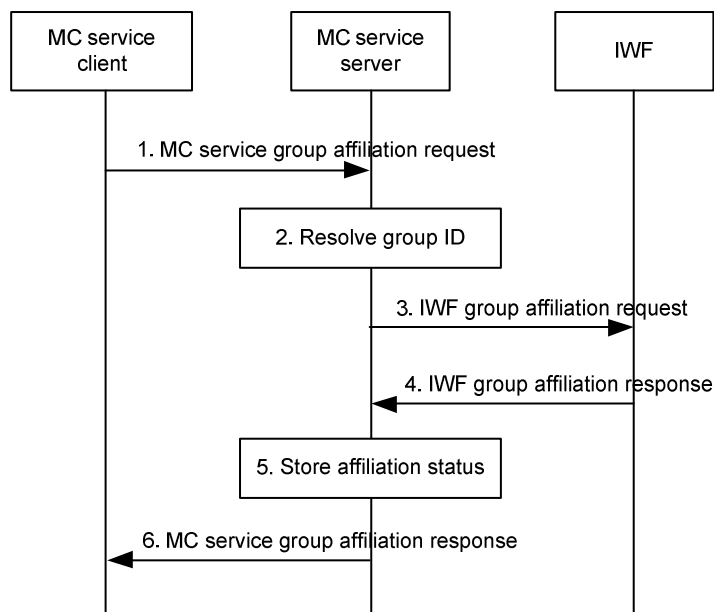 MC service
client
MC service
server
IWF
1. MC service group affiliation request
2. Resolve group ID
3. IWF group affiliation request
4. IWF group affiliation response
5. Store affiliation status
6. MC service group affiliation response